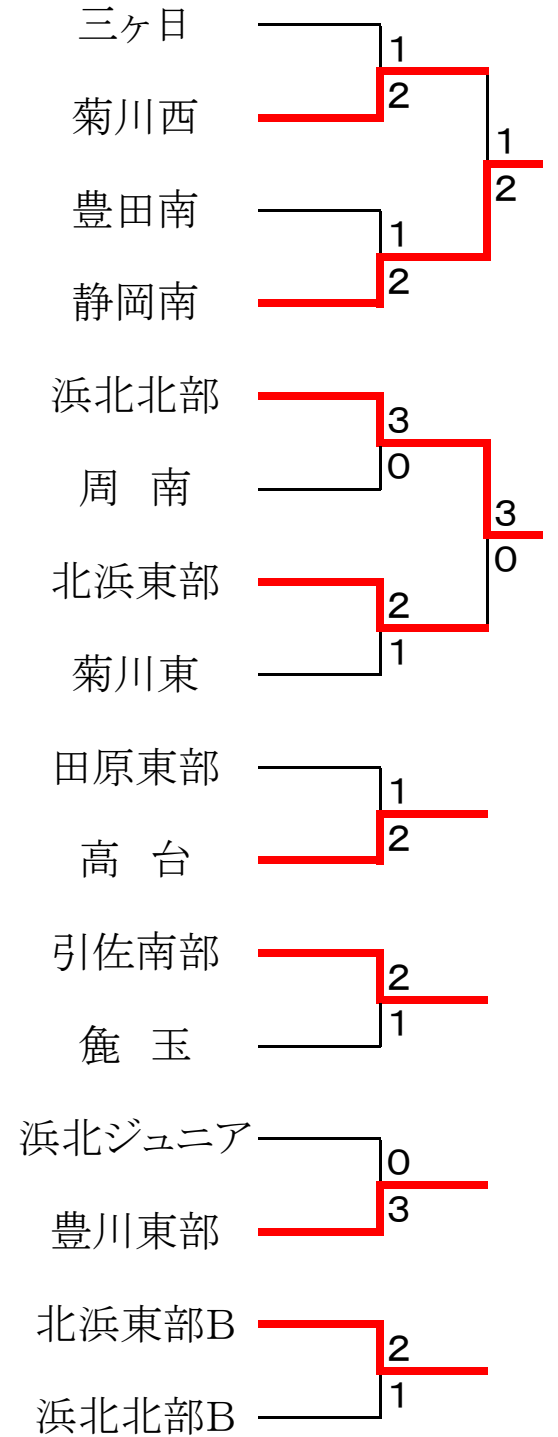 三ヶ日
1
菊川西
2
1
豊田南
2
1
静岡南
2
浜北北部
3
周 南
0
3
北浜東部
0
2
菊川東
1
田原東部
1
高 台
2
引佐南部
2
麁 玉
1
浜北ジュニア
0
豊川東部
3
北浜東部B
2
浜北北部B
1